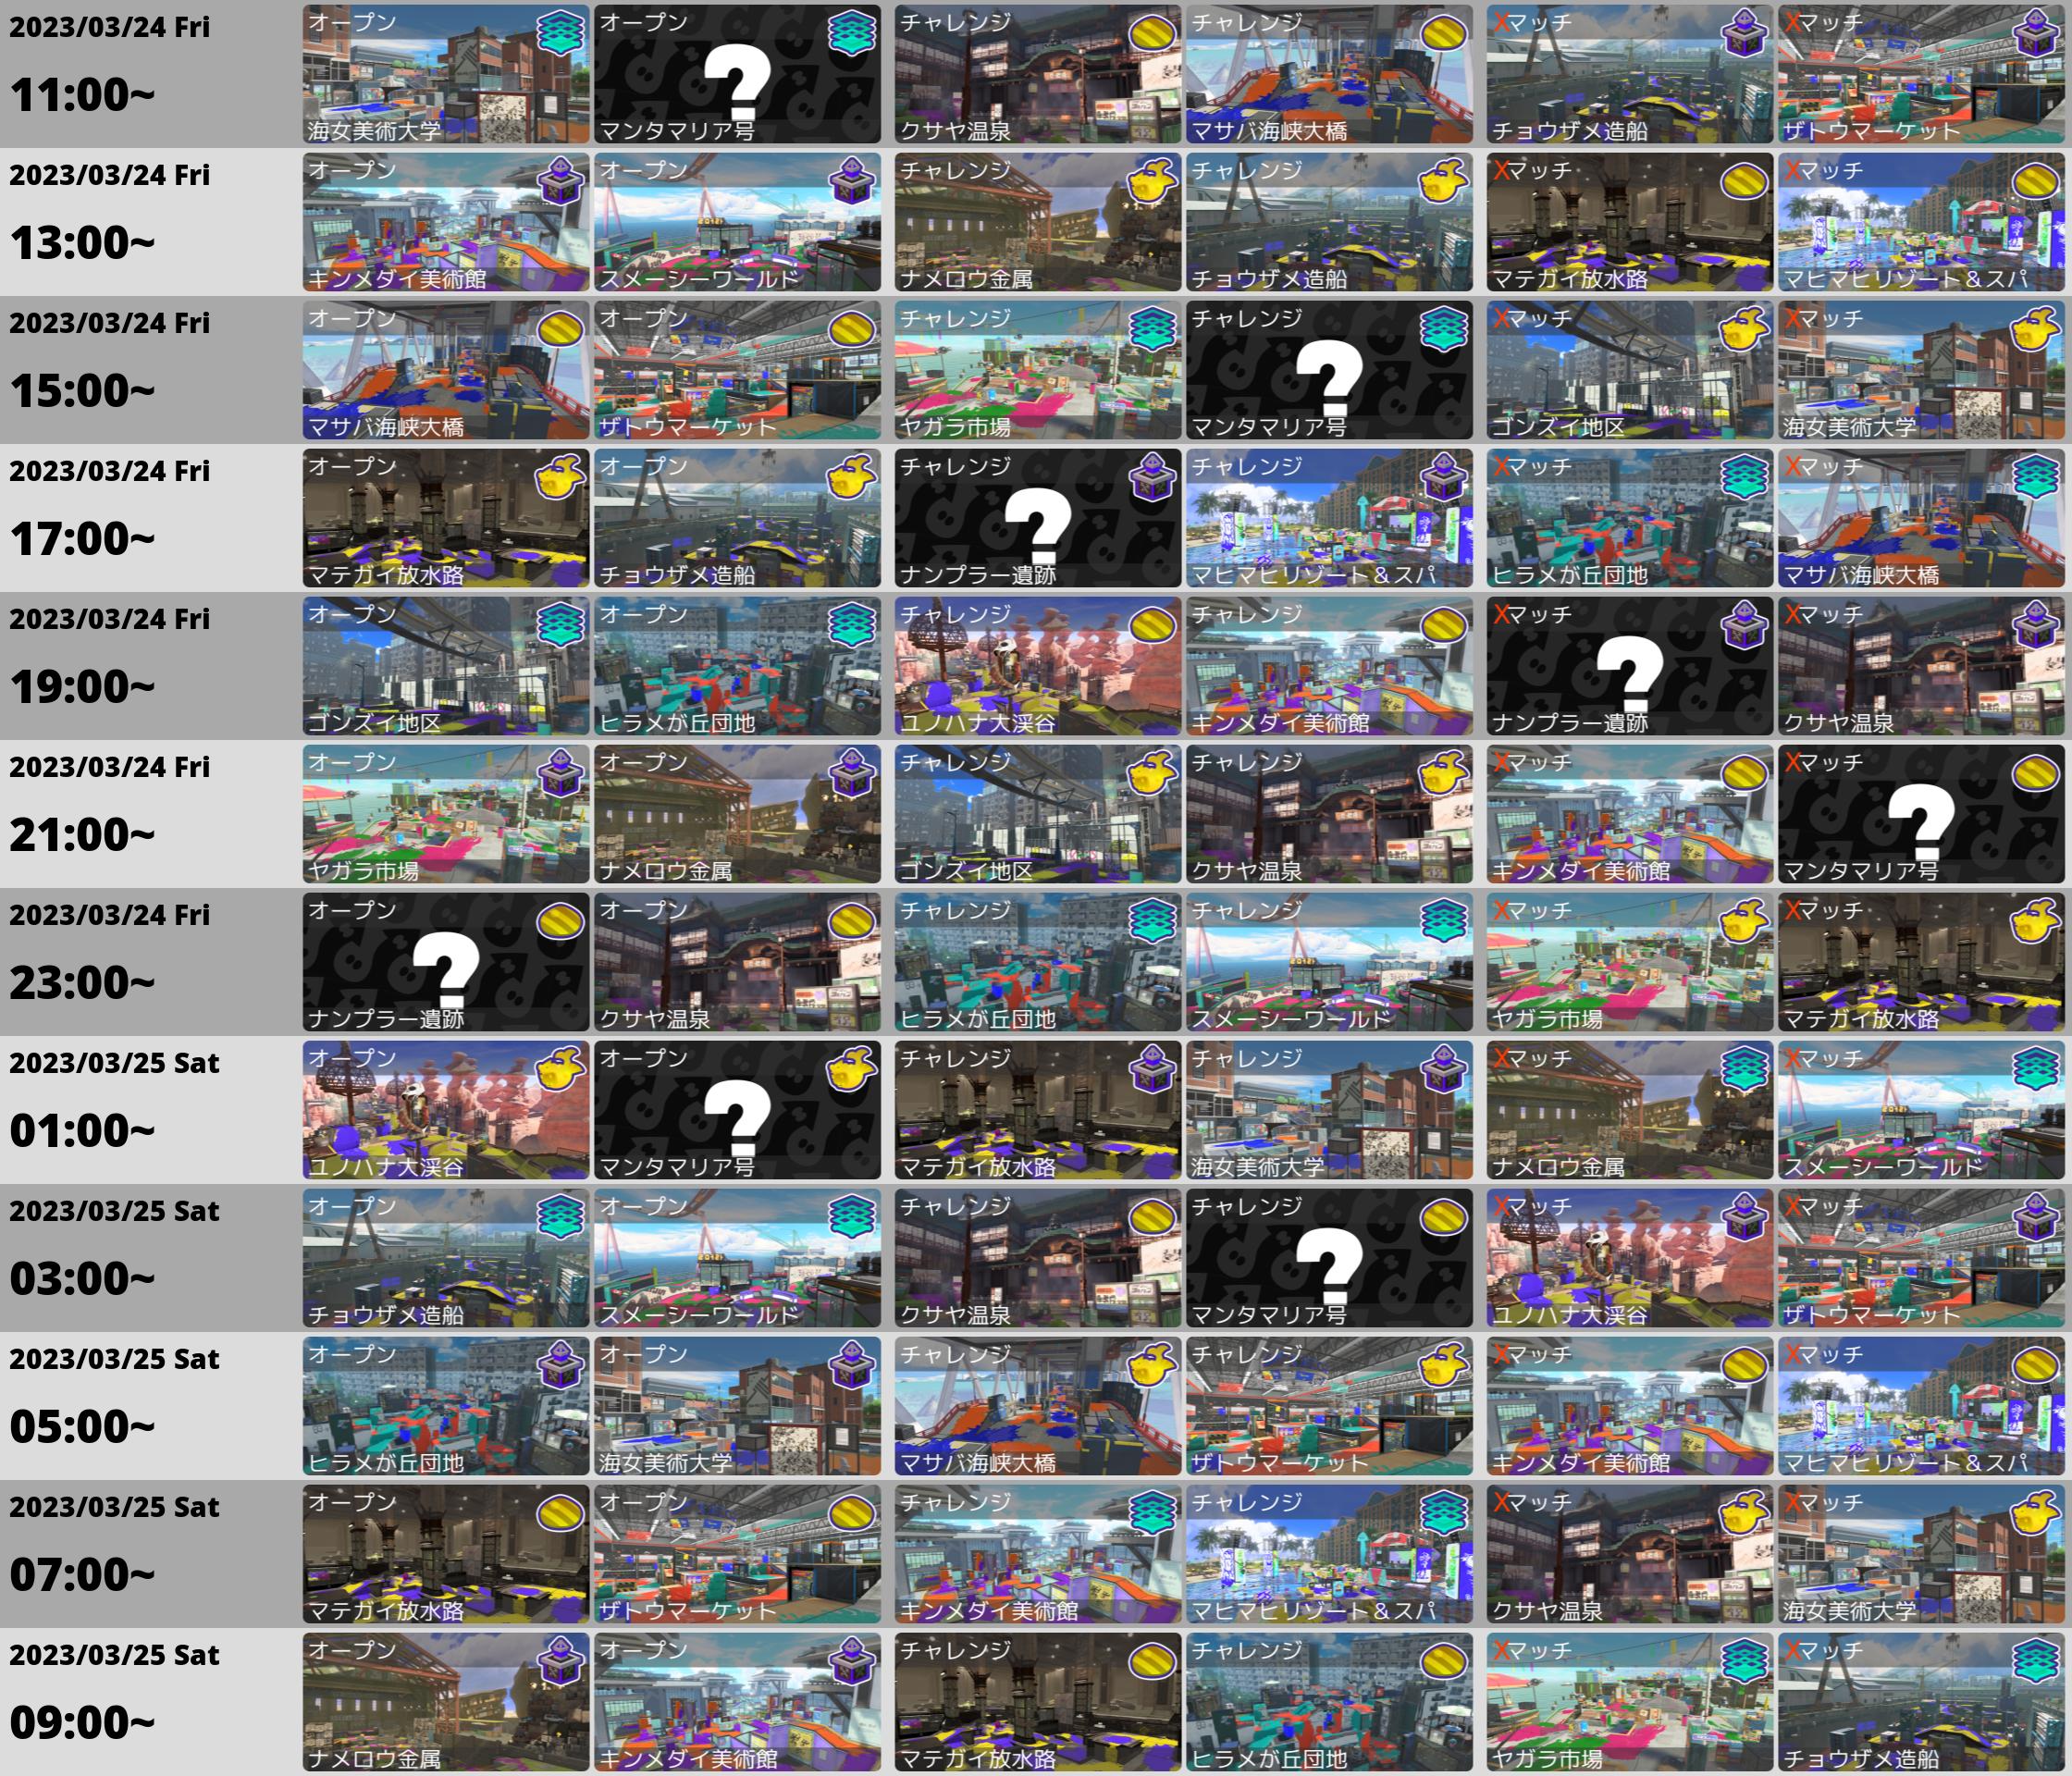 2023/03/24 Fri
11:00~
オープン
海女美術大学
オープン
マンタマリア号
チャレンジ
クサヤ温泉
チャレンジ
マサバ海峡大橋
Xマッチ
チョウザメ造船
Xマッチ
ザトウマーケット
2023/03/24 Fri
13:00~
オープン
キンメダイ美術館
オープン
スメーシーワールド
チャレンジ
ナメロウ金属
チャレンジ
チョウザメ造船
Xマッチ
マテガイ放水路
Xマッチ
マヒマヒリゾート＆スパ
2023/03/24 Fri
15:00~
オープン
マサバ海峡大橋
オープン
ザトウマーケット
チャレンジ
ヤガラ市場
チャレンジ
マンタマリア号
Xマッチ
ゴンズイ地区
Xマッチ
海女美術大学
2023/03/24 Fri
17:00~
オープン
マテガイ放水路
オープン
チョウザメ造船
チャレンジ
ナンプラー遺跡
チャレンジ
マヒマヒリゾート＆スパ
Xマッチ
ヒラメが丘団地
Xマッチ
マサバ海峡大橋
2023/03/24 Fri
19:00~
オープン
ゴンズイ地区
オープン
ヒラメが丘団地
チャレンジ
ユノハナ大渓谷
チャレンジ
キンメダイ美術館
Xマッチ
ナンプラー遺跡
Xマッチ
クサヤ温泉
2023/03/24 Fri
21:00~
オープン
ヤガラ市場
オープン
ナメロウ金属
チャレンジ
ゴンズイ地区
チャレンジ
クサヤ温泉
Xマッチ
キンメダイ美術館
Xマッチ
マンタマリア号
2023/03/24 Fri
23:00~
オープン
ナンプラー遺跡
オープン
クサヤ温泉
チャレンジ
ヒラメが丘団地
チャレンジ
スメーシーワールド
Xマッチ
ヤガラ市場
Xマッチ
マテガイ放水路
2023/03/25 Sat
01:00~
オープン
ユノハナ大渓谷
オープン
マンタマリア号
チャレンジ
マテガイ放水路
チャレンジ
海女美術大学
Xマッチ
ナメロウ金属
Xマッチ
スメーシーワールド
2023/03/25 Sat
03:00~
オープン
チョウザメ造船
オープン
スメーシーワールド
チャレンジ
クサヤ温泉
チャレンジ
マンタマリア号
Xマッチ
ユノハナ大渓谷
Xマッチ
ザトウマーケット
2023/03/25 Sat
05:00~
オープン
ヒラメが丘団地
オープン
海女美術大学
チャレンジ
マサバ海峡大橋
チャレンジ
ザトウマーケット
Xマッチ
キンメダイ美術館
Xマッチ
マヒマヒリゾート＆スパ
2023/03/25 Sat
07:00~
オープン
マテガイ放水路
オープン
ザトウマーケット
チャレンジ
キンメダイ美術館
チャレンジ
マヒマヒリゾート＆スパ
Xマッチ
クサヤ温泉
Xマッチ
海女美術大学
2023/03/25 Sat
09:00~
オープン
ナメロウ金属
オープン
キンメダイ美術館
チャレンジ
マテガイ放水路
チャレンジ
ヒラメが丘団地
Xマッチ
ヤガラ市場
Xマッチ
チョウザメ造船